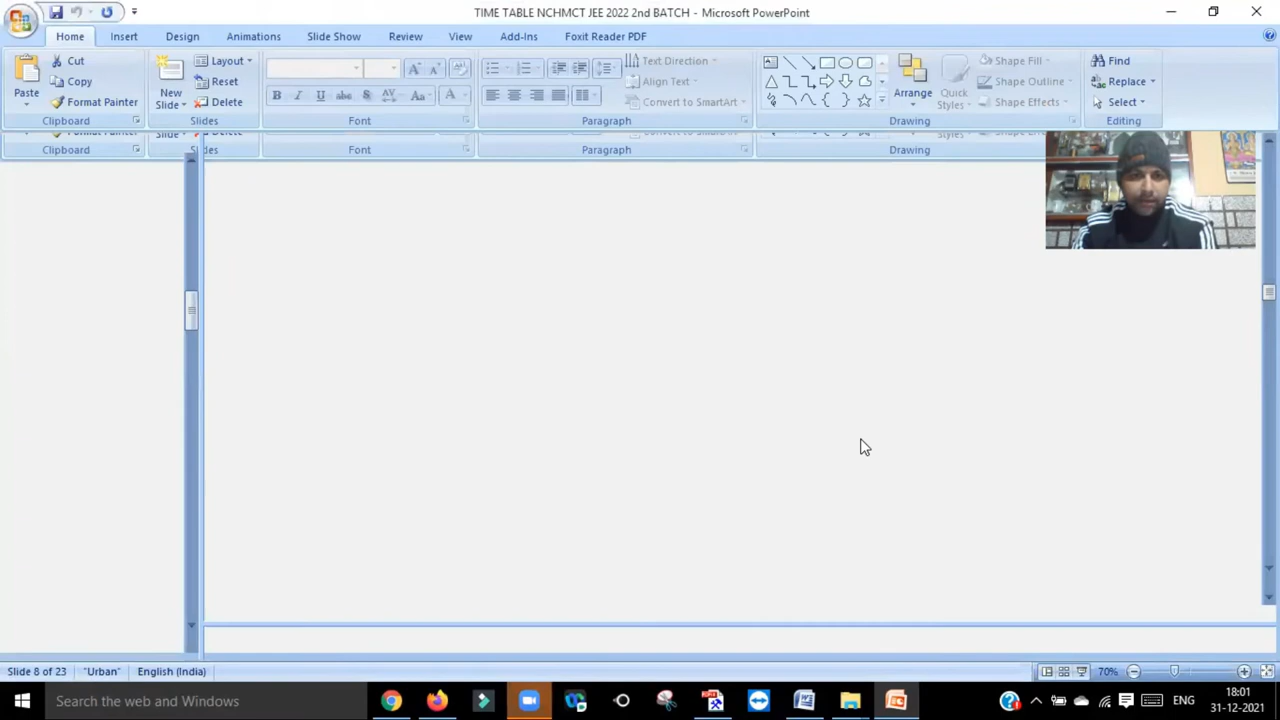 TIME TABLE NCHMCT JEE 2022 2nd BATCH - Microsoft PowerPoint
Home Insert Design Animations Slide Show Review View Add-Ins Foxit Reader PDF
Cut Layout Text Direction Shape Fill Find
Copy Reset Align Text Shape Outline Replace
Paste New Slide Arrange Quick Styles
Format Painter Delete B I U abc S AV Aa A Convert to SmartArt Shape Effects Select
Clipboard Slides Font Paragraph Drawing Editing
Clipboard Slides Font Paragraph Drawing
Slide 8 of 23 "Urban" English (India) 70%
Search the web and Windows ENG 18:01
31-12-2021